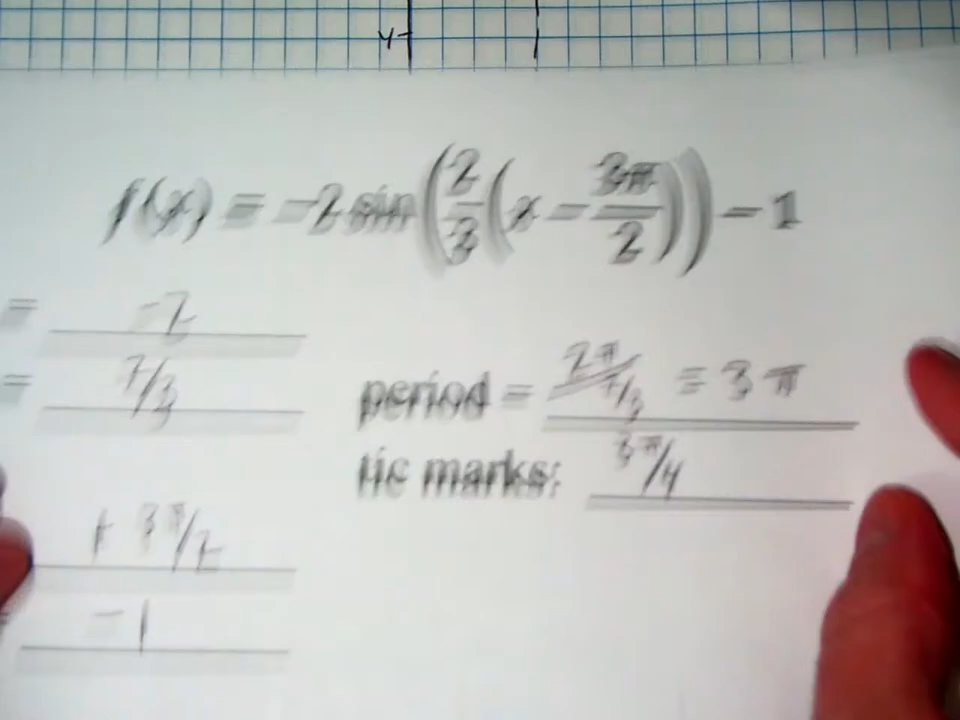 4
f(x) = -2 sin(2/3(x - 3π/2)) - 1
= -2
= 2/3
period = 2π/2/3 = 3π
tic marks: 3π/4
+ 3π/2
= -1